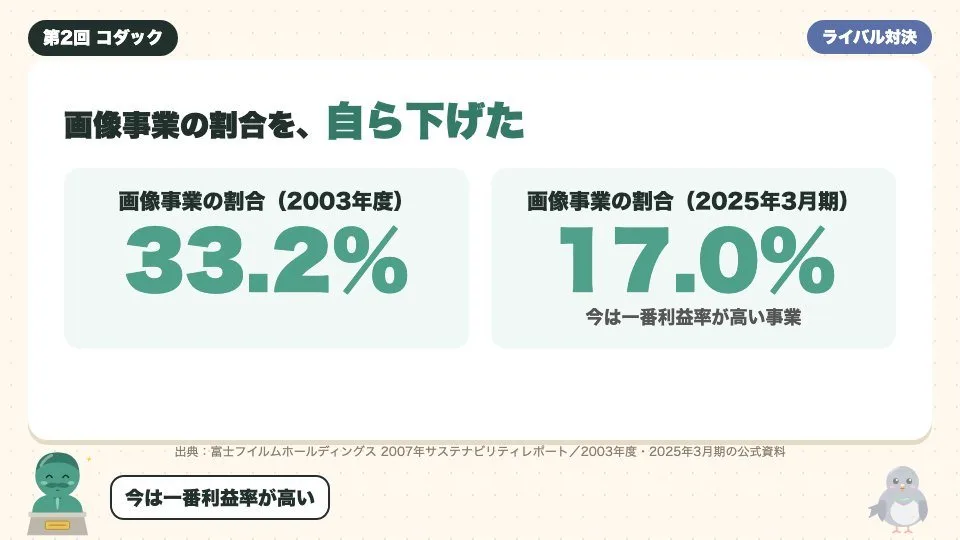 第2回 コダック
ライバル対決
画像事業の割合を、自ら下げた
画像事業の割合（2003年度）
33.2%
画像事業の割合（2025年3月期）
17.0%
今は一番利益率が高い事業
出典：富士フイルムホールディングス 2007年サステナビリティレポート／2003年度・2025年3月期の公式資料
今は一番利益率が高い